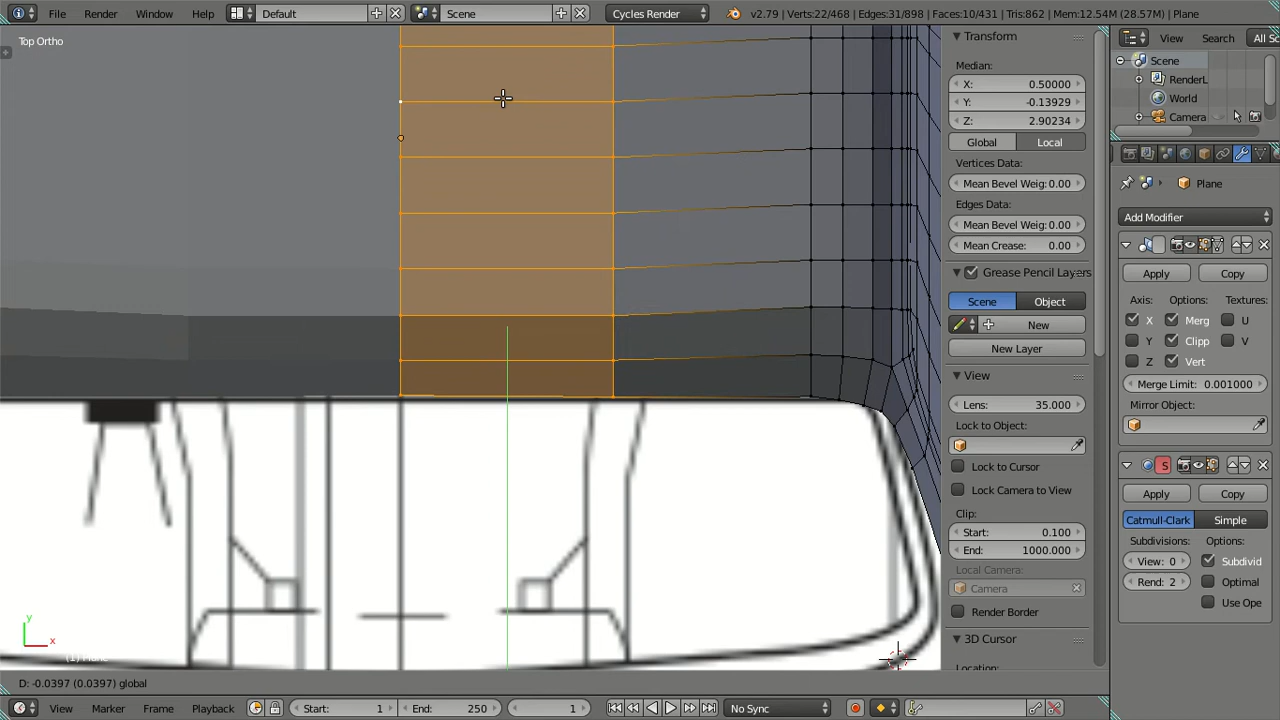 File Render Window Help Default Scene Cycles Render v2.79 | Verts:22/468 | Edges:31/898 | Faces:10/431 | Tris:862 | Mem:12.54M (28.57M) | Plane
Top Ortho
Transform
Median:
X: 0.50000
Y: -0.13929
Z: 2.90234
Global Local
Vertices Data:
Mean Bevel Weig: 0.00
Edges Data:
Mean Bevel Weig: 0.00
Mean Crease: 0.00
Grease Pencil Layers
Scene Object
New
New Layer
View
Lens: 35.000
Lock to Object:
Lock to Cursor
Lock Camera to View
Clip:
Start: 0.100
End: 1000.000
Local Camera:
Camera
Render Border
3D Cursor
Location:
View Search All Sc
Scene
RenderL
World
Camera
Plane
Add Modifier
Apply Copy
Axis: Options: Textures:
X Merg U
Y Clipp V
Z Vert
Merge Limit: 0.001000
Mirror Object:
S
Apply Copy
Catmull-Clark Simple
Subdivisions: Options:
View: 0 Subdivid
Rend: 2 Optimal
Use Ope
y
x
D: -0.0397 (0.0397) global
View Marker Frame Playback Start: 1 End: 250 1 No Sync